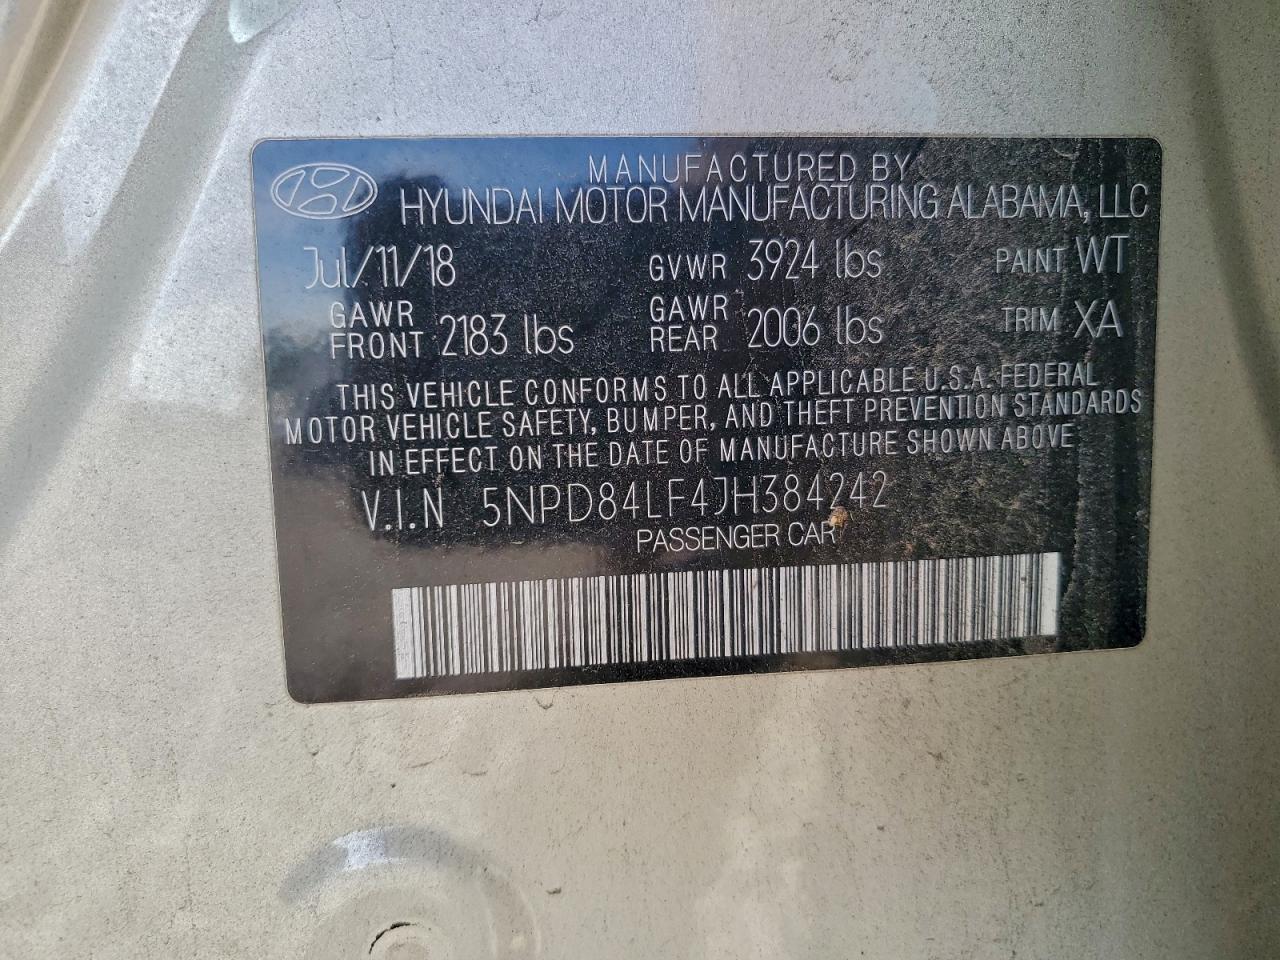 MANUFACTURED BY
HYUNDAI MOTOR MANUFACTURING ALABAMA, LLC
Jul/11/18 GVWR 3924 lbs PAINT WT
GAWR FRONT 2183 lbs GAWR REAR 2006 lbs TRIM XA
THIS VEHICLE CONFORMS TO ALL APPLICABLE U.S.A. FEDERAL
MOTOR VEHICLE SAFETY, BUMPER, AND THEFT PREVENTION STANDARDS
IN EFFECT ON THE DATE OF MANUFACTURE SHOWN ABOVE
V.I.N 5NPD84LF4JH384242
PASSENGER CAR